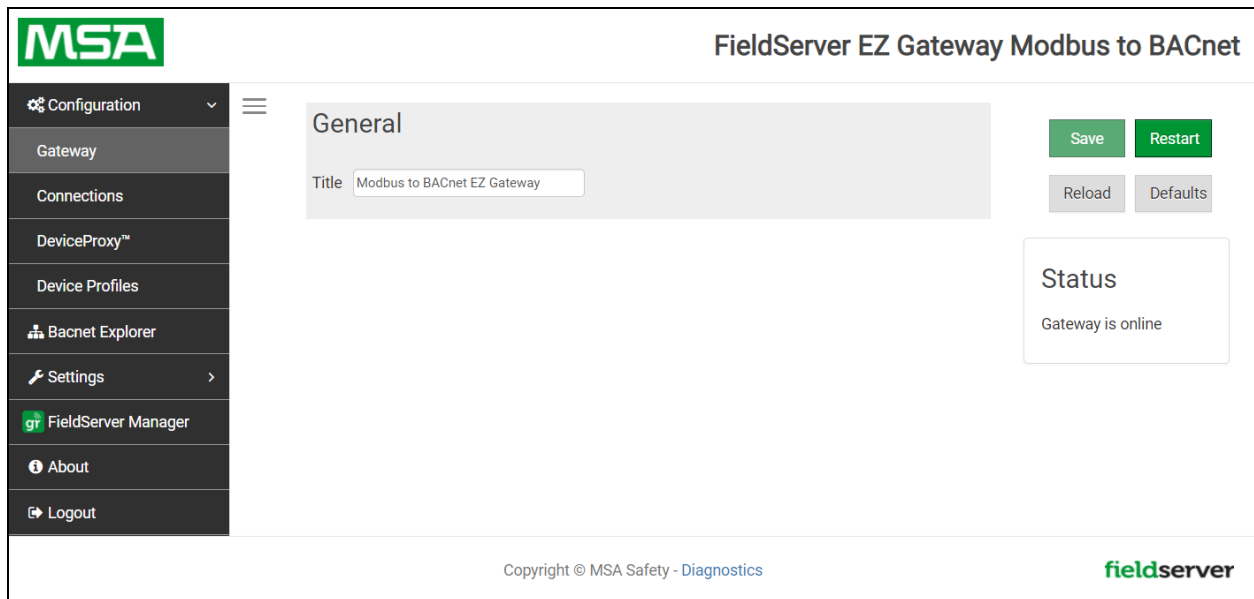 MSA
FieldServer EZ Gateway Modbus to BACnet
Configuration
Gateway
Connections
DeviceProxy™
Device Profiles
Bacnet Explorer
Settings
gr FieldServer Manager
About
Logout
General
Title Modbus to BACnet EZ Gateway
Save Restart
Reload Defaults
Status
Gateway is online
Copyright © MSA Safety - Diagnostics
fieldserver